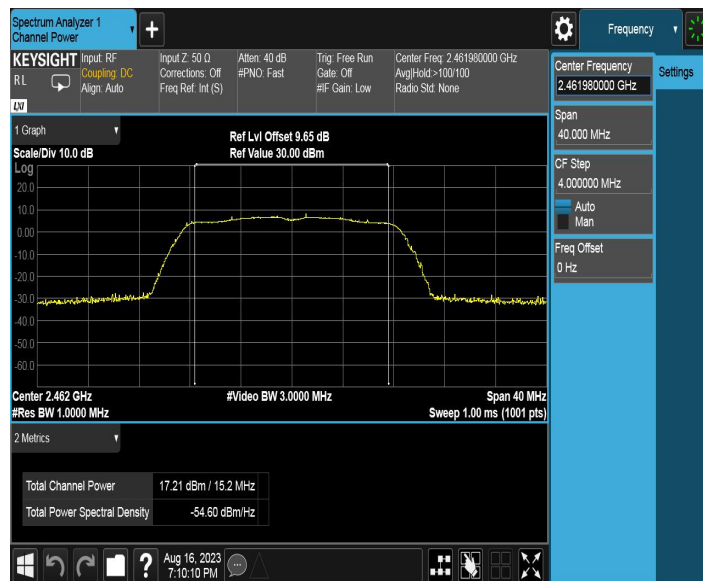 Spectrum Analyzer 1
Channel Power
+
Frequency
KEYSIGHT
RL
LXI
Input: RF
Coupling: DC
Align: Auto
Input Z: 50 Ω
Corrections: Off
Freq Ref: Int (S)
Atten: 40 dB
#PNO: Fast
Trig: Free Run
Gate: Off
#IF Gain: Low
Center Freq: 2.461980000 GHz
Avg|Hold:>100/100
Radio Std: None
Center Frequency
2.461980000 GHz
Settings
Span
40.000 MHz
CF Step
4.000000 MHz
Auto
Man
Freq Offset
0 Hz
1 Graph
Scale/Div 10.0 dB
Ref Lvl Offset 9.65 dB
Ref Value 30.00 dBm
Log
20.0
10.0
0.00
-10.0
-20.0
-30.0
-40.0
-50.0
-60.0
Center 2.462 GHz
#Res BW 1.0000 MHz
#Video BW 3.0000 MHz
Span 40 MHz
Sweep 1.00 ms (1001 pts)
2 Metrics
Total Channel Power 17.21 dBm / 15.2 MHz
Total Power Spectral Density -54.60 dBm/Hz
?
Aug 16, 2023
7:10:10 PM